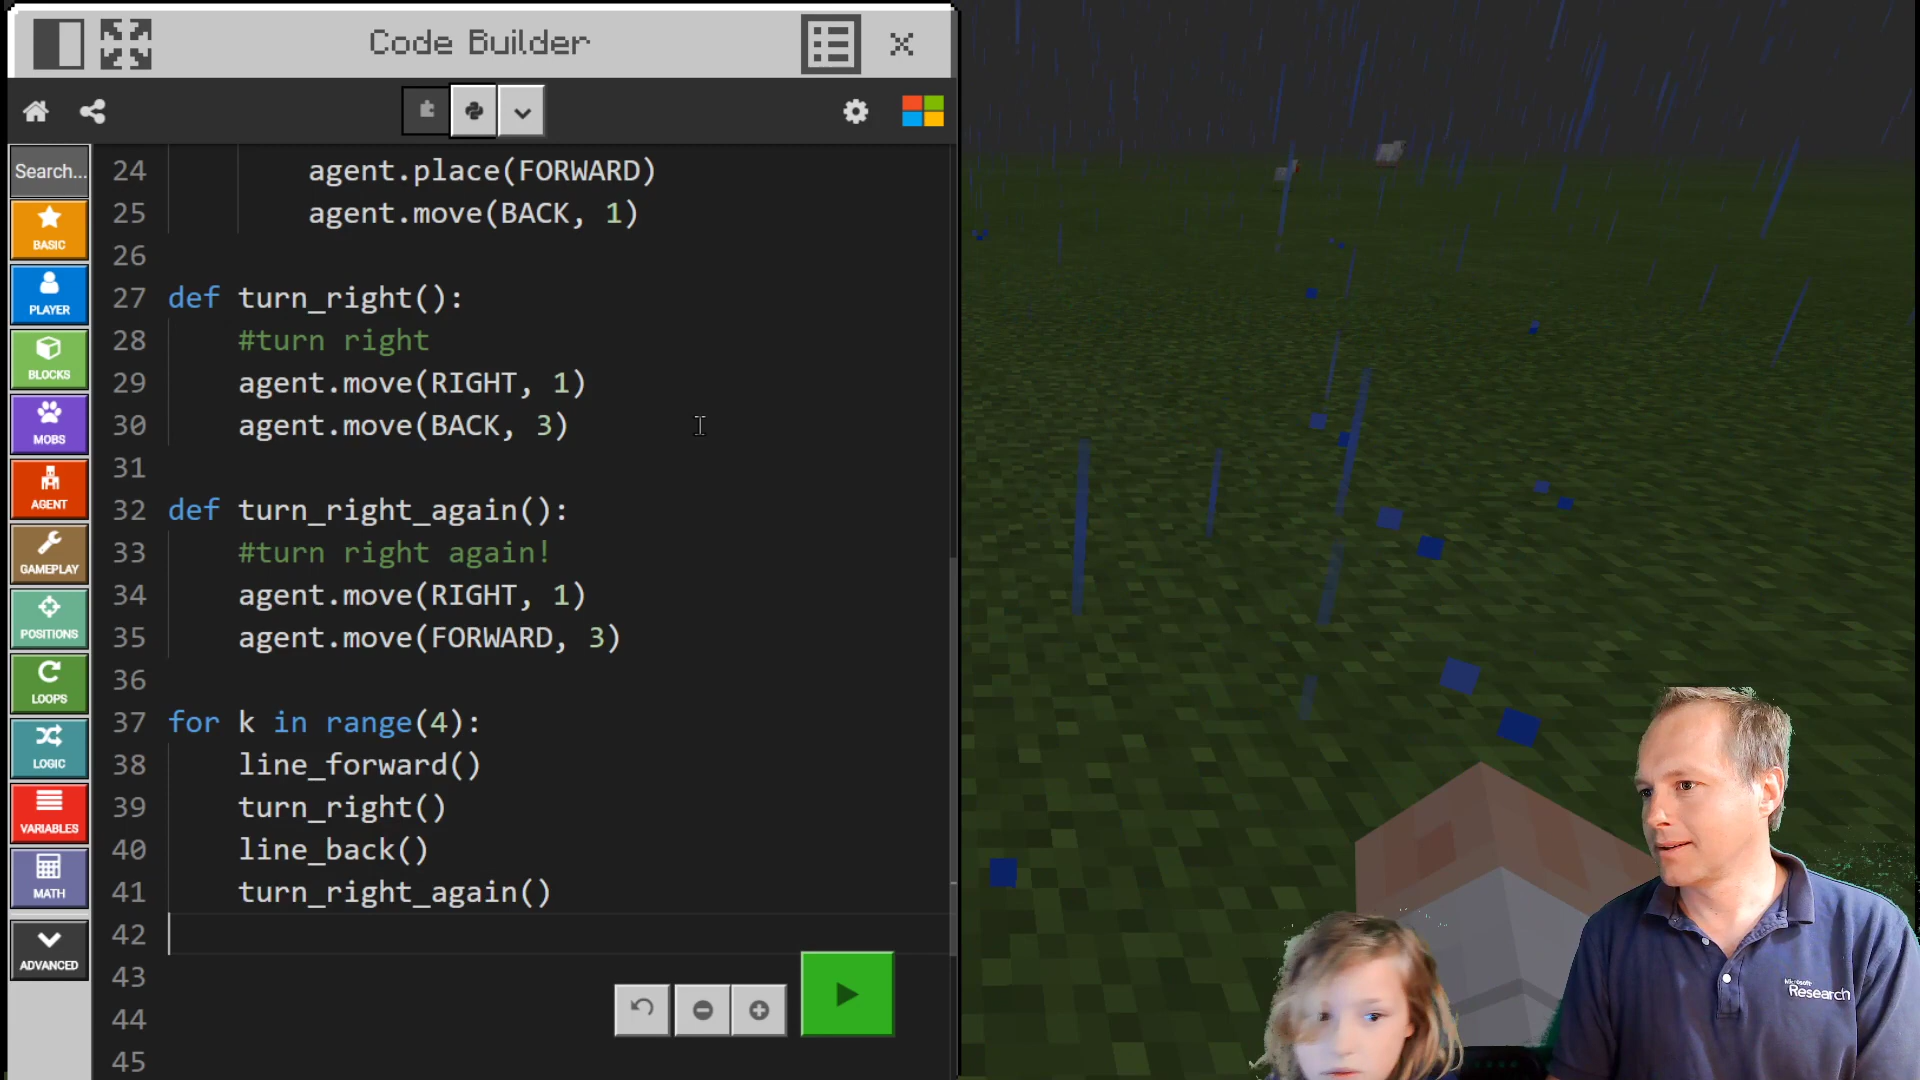 Code Builder
Search...
BASIC
PLAYER
BLOCKS
MOBS
AGENT
GAMEPLAY
POSITIONS
LOOPS
LOGIC
VARIABLES
MATH
ADVANCED
24 agent.place(FORWARD)
25 agent.move(BACK, 1)
26
27 def turn_right():
28 #turn right
29 agent.move(RIGHT, 1)
30 agent.move(BACK, 3)
31
32 def turn_right_again():
33 #turn right again!
34 agent.move(RIGHT, 1)
35 agent.move(FORWARD, 3)
36
37 for k in range(4):
38 line_forward()
39 turn_right()
40 line_back()
41 turn_right_again()
42
43
44
45
Microsoft
Research